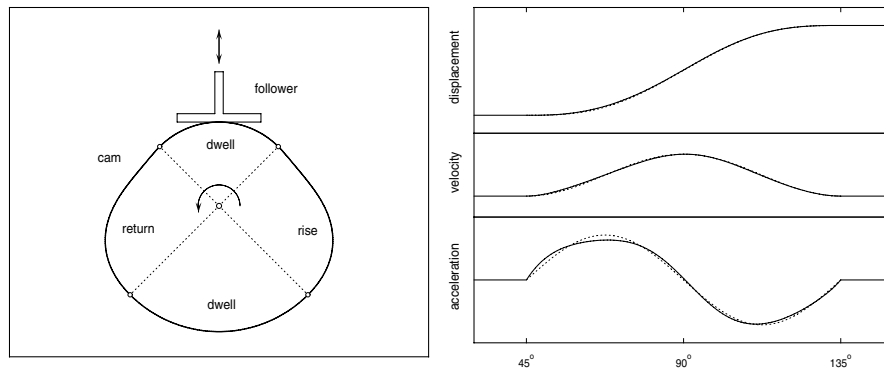 follower
dwell
cam
return
rise
dwell
displacement
velocity
acceleration
45°
90°
135°